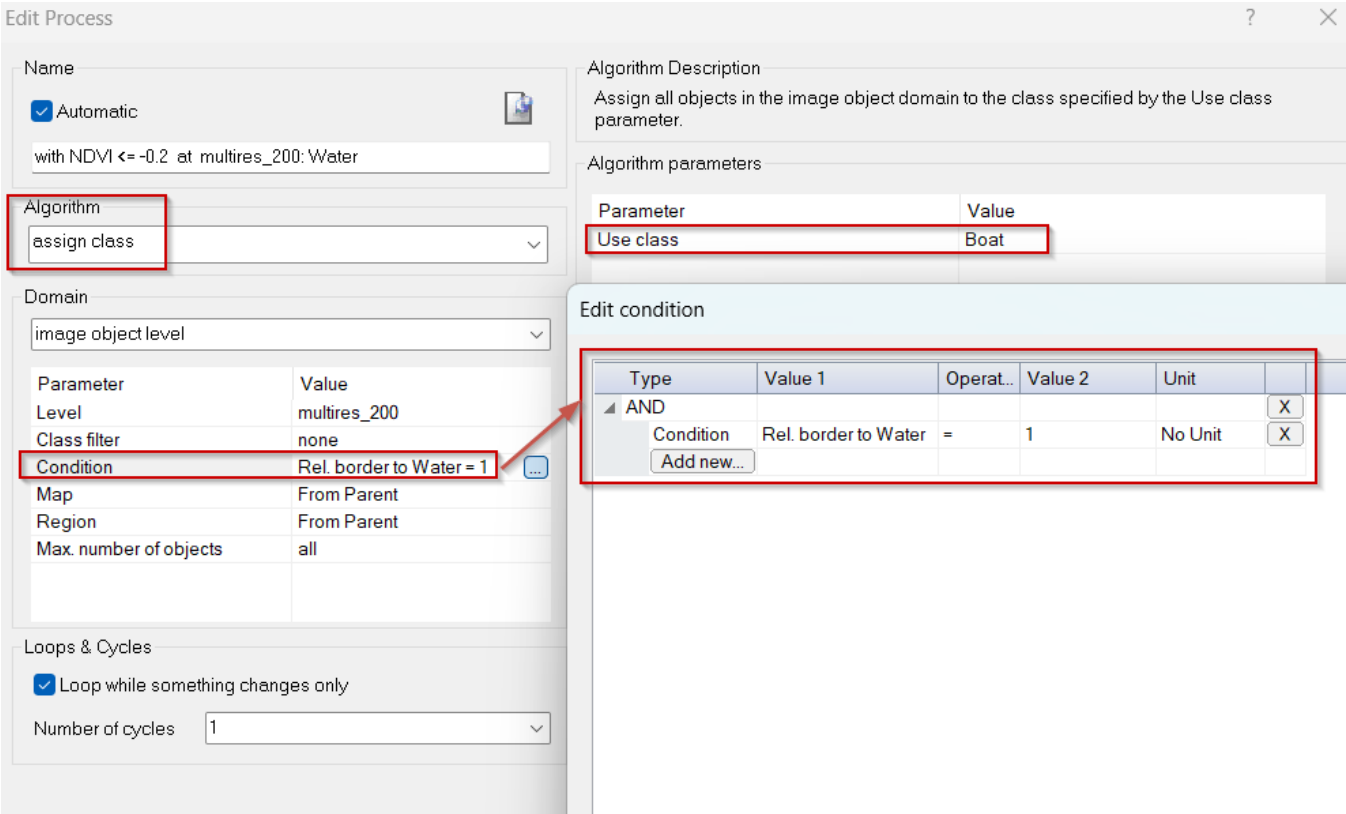 Edit Process ? ×
Name
Automatic
with NDVI <= -0.2 at multires_200: Water
Algorithm
assign class
Domain
image object level
Parameter Value
Level multires_200
Class filter none
Condition Rel. border to Water = 1 ...
Map From Parent
Region From Parent
Max. number of objects all
Loops & Cycles
Loop while something changes only
Number of cycles 1
Algorithm Description
Assign all objects in the image object domain to the class specified by the Use class
parameter.
Algorithm parameters
Parameter Value
Use class Boat
Edit condition
Type Value 1 Operat... Value 2 Unit
AND X
Condition Rel. border to Water = 1 No Unit X
Add new...